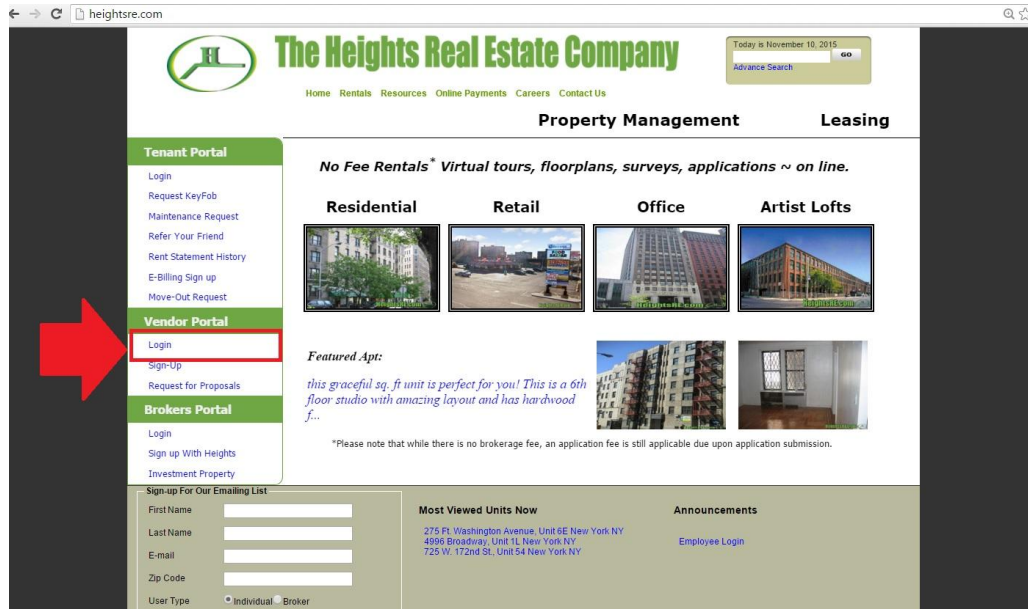 heightsre.com
The Heights Real Estate Company
Today is November 10, 2015
GO
Advance Search
Home Rentals Resources Online Payments Careers Contact Us
Property Management Leasing
Tenant Portal
Login
Request KeyFob
Maintenance Request
Refer Your Friend
Rent Statement History
E-Billing Sign up
Move-Out Request
Vendor Portal
Login
Sign-Up
Request for Proposals
Brokers Portal
Login
Sign up With Heights
Investment Property
No Fee Rentals* Virtual tours, floorplans, surveys, applications ~ on line.
Residential Retail Office Artist Lofts
Featured Apt:
this graceful sq. ft unit is perfect for you! This is a 6th
floor studio with amazing layout and has hardwood
f...
*Please note that while there is no brokerage fee, an application fee is still applicable due upon application submission.
Sign-up For Our Emailing List
First Name
Last Name
E-mail
Zip Code
User Type Individual Broker
Most Viewed Units Now
275 Ft. Washington Avenue, Unit 6E New York NY
4996 Broadway, Unit 1L New York NY
725 W. 172nd St., Unit 54 New York NY
Announcements
Employee Login